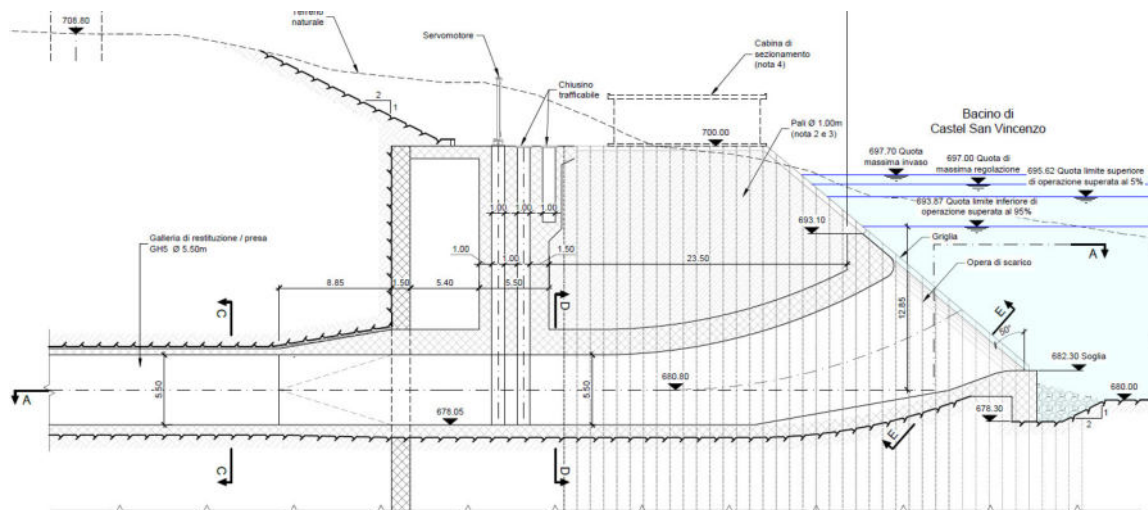 Terreno
naturale
708.80
Servomotore
Cabina di
sezionamento
(nota 4)
Chiusino
trafficabile
2
1
Pali Ø 1.00m
(nota 2 e 3)
700.00
Bacino di
Castel San Vincenzo
697.70 Quota
massima invaso
697.00 Quota di
massima regolazione
695.62 Quota limite superiore
di operazione superata al 5%
693.87 Quota limite inferiore di
operazione superata al 95%
693.10
Griglia
A
Opera di scarico
1.00
1.00
1.00
Galleria di restituzione / presa
GH5 Ø 5.50m
1.00
1.00
1.50
23.50
8.85
1.50
5.40
5.50
C
D
12.85
E
50°
682.30 Soglia
5.50
5.50
680.80
680.00
A
678.05
678.30
1
2
E
C
D